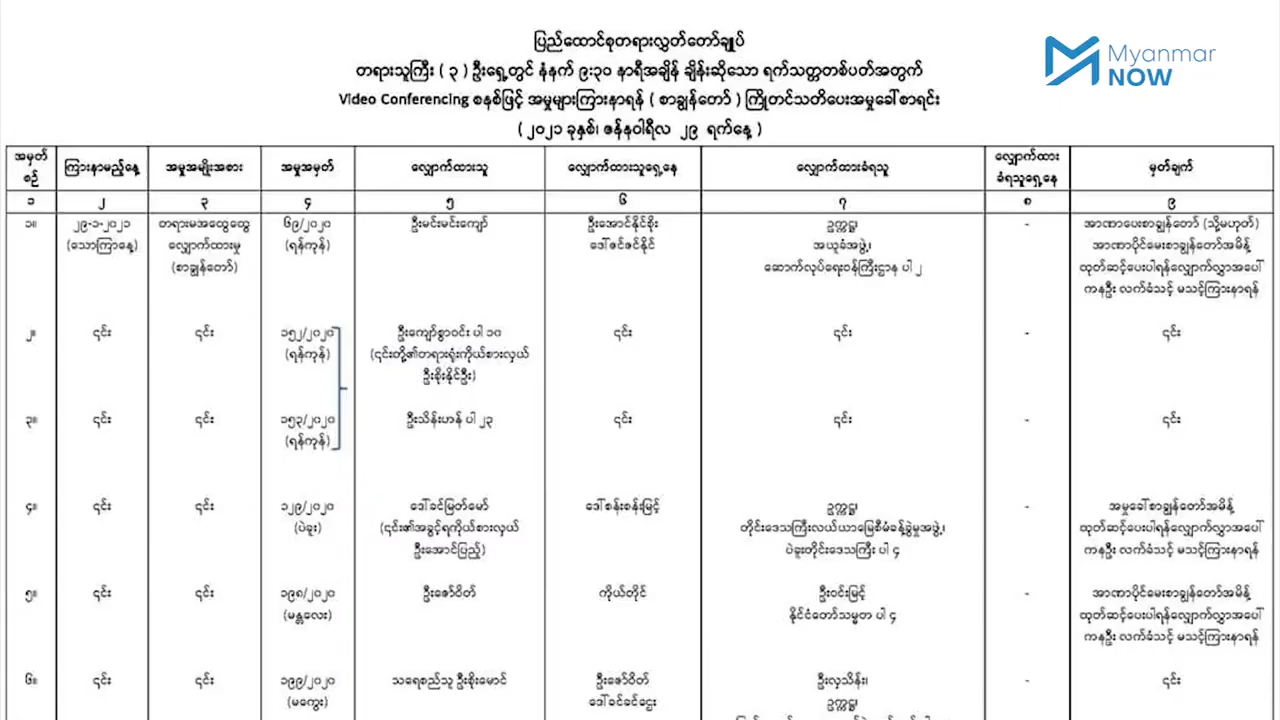 ပြည်ထောင်စုတရားလွှတ်တော်ချုပ်
တရားသူကြီး ( ၃ ) ဦးရှေ့တွင် နံနက် ၉:၃၀ နာရီအချိန် ချိန်းဆိုသော ရက်သတ္တတစ်ပတ်အတွက်
Video Conferencing စနစ်ဖြင့် အမှုများကြားနာရန် ( စာချွန်တော် ) ကြိုတင်သတိပေးအမှုခေါ်စာရင်း
( ၂၀၂၁ ခုနှစ်၊ ဇန်နဝါရီလ ၂၉ ရက်နေ့ )
Myanmar
NOW
အမှတ်စဉ် ကြားနာမည့်နေ့ အမှုအမျိုးအစား အမှုအမှတ် လျှောက်ထားသူ လျှောက်ထားသူရှေ့နေ လျှောက်ထားခံရသူ လျှောက်ထားခံရသူရှေ့နေ မှတ်ချက်
၁ ၂ ၃ ၄ ၅ ၆ ၇ ၈ ၉
၁။ ၂၉-၁-၂၀၂၁ တရားမအထွေထွေ ၆၉/၂၀၂၀ ဦးမင်းမင်းကျော် ဦးအောင်နိုင်စိုး ဥက္ကဋ္ဌ၊ - အာဏာပေးစာချွန်တော် (သို့မဟုတ်)
(သောကြာနေ့) လျှောက်ထားမှု (ရန်ကုန်) ဒေါ်ဇင်ဇင်နိုင် အယူခံအဖွဲ့၊ အာဏာပိုင်မေးစာချွန်တော်အမိန့်
(စာချွန်တော်) ဆောက်လုပ်ရေးဝန်ကြီးဌာန ပါ ၂ ထုတ်ဆင့်ပေးပါရန်လျှောက်လွှာအပေါ်
ကနဦး လက်ခံသင့် မသင့်ကြားနာရန်
၂။ ၎င်း ၎င်း ၁၅၂/၂၀၂၀ ဦးကျော်စွာဝင်း ပါ ၁၀ ၎င်း ၎င်း - ၎င်း
(ရန်ကုန်) (၎င်းတို့၏တရားရုံးကိုယ်စားလှယ်
ဦးစိုးနိုင်ဦး)
၃။ ၎င်း ၎င်း ၁၅၃/၂၀၂၀ ဦးသိန်းဟန် ပါ ၂၃ ၎င်း ၎င်း - ၎င်း
(ရန်ကုန်)
၄။ ၎င်း ၎င်း ၁၂၉/၂၀၂၀ ဒေါ်ခင်မြတ်မော် ဒေါ်စန်းစန်းမြင့် ဥက္ကဋ္ဌ၊ - အမှုခေါ်စာချွန်တော်အမိန့်
(ပဲခူး) (၎င်း၏အခွင့်ရကိုယ်စားလှယ် တိုင်းဒေသကြီးလယ်ယာမြေစီမံခန့်ခွဲမှုအဖွဲ့၊ ထုတ်ဆင့်ပေးပါရန်လျှောက်လွှာအပေါ်
ဦးအောင်ပြည့်) ပဲခူးတိုင်းဒေသကြီး ပါ ၄ ကနဦး လက်ခံသင့် မသင့်ကြားနာရန်
၅။ ၎င်း ၎င်း ၁၉၈/၂၀၂၀ ဦးဇော်ဝိတ် ကိုယ်တိုင် ဦးဝင်းမြင့် - အာဏာပိုင်မေးစာချွန်တော်အမိန့်
(မန္တလေး) နိုင်ငံတော်သမ္မတ ပါ ၄ ထုတ်ဆင့်ပေးပါရန်လျှောက်လွှာအပေါ်
ကနဦး လက်ခံသင့် မသင့်ကြားနာရန်
၆။ ၎င်း ၎င်း ၁၉၉/၂၀၂၀ သရေစည်သူ ဦးစိုးမောင် ဦးဇော်ဝိတ် ဦးလှသိန်း၊ - ၎င်း
(မကွေး) ဒေါ်ခင်ခင်ဌေး ဥက္ကဋ္ဌ၊